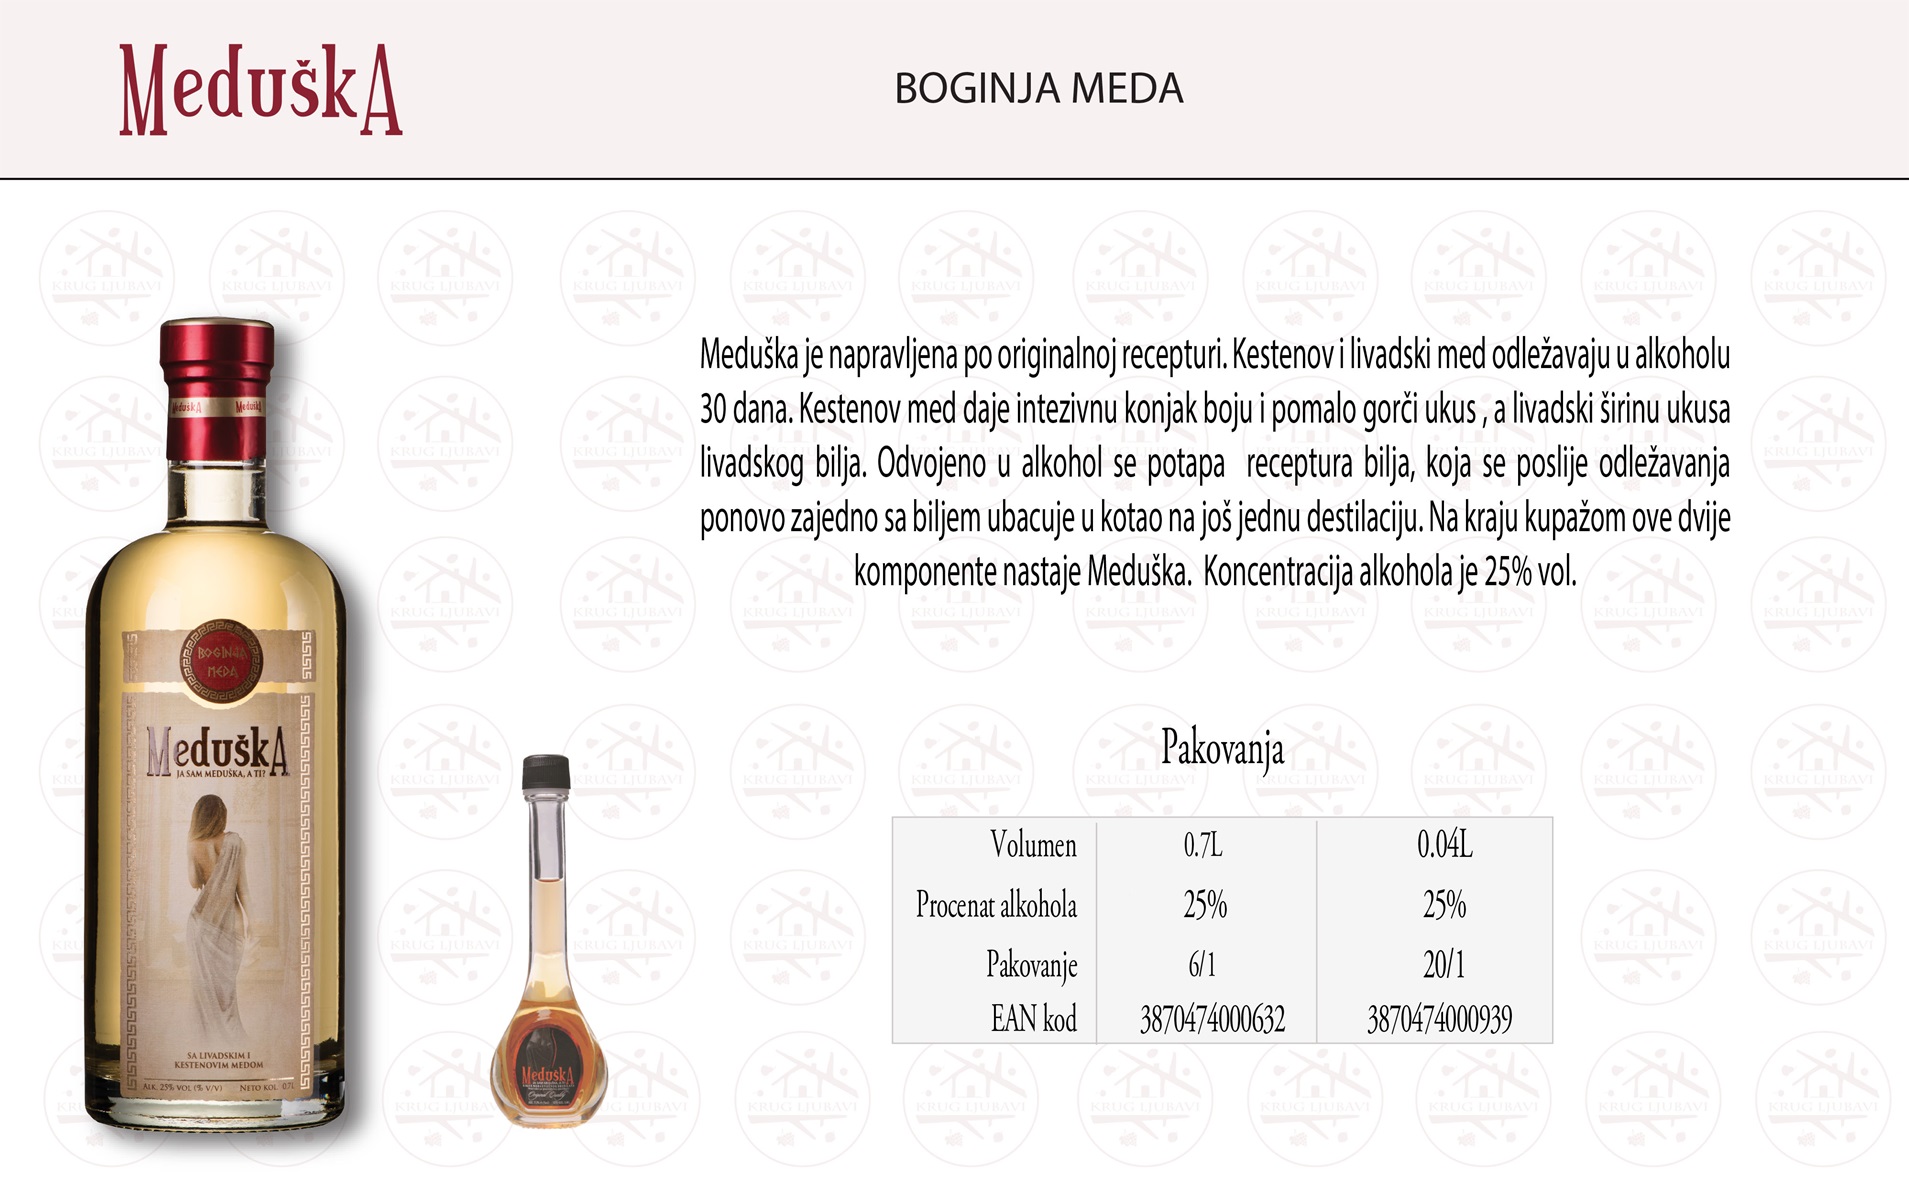 MeduškA
BOGINJA MEDA
Meduška je napravljena po originalnoj recepturi. Kestenov i livadski med odležavaju u alkoholu
30 dana. Kestenov med daje intezivnu konjak boju i pomalo gorči ukus , a livadski širinu ukusa
livadskog bilja. Odvojeno u alkohol se potapa receptura bilja, koja se poslije odležavanja
ponovo zajedno sa biljem ubacuje u kotao na još jednu destilaciju. Na kraju kupažom ove dvije
komponente nastaje Meduška. Koncentracija alkohola je 25% vol.
MeduškA MeduškA
BOGINJA
MEDA
MeduškA
JA SAM MEDUŠKA, A TI?
SA LIVADSKIM I
KESTENOVIM MEDOM
ALK. 25% VOL (% V/V) NETO KOL. 0,7L
MeduškA
Original Quality
Pakovanja
Volumen 0.7L 0.04L
Procenat alkohola 25% 25%
Pakovanje 6/1 20/1
EAN kod 3870474000632 3870474000939
KRUG LJUBAVI